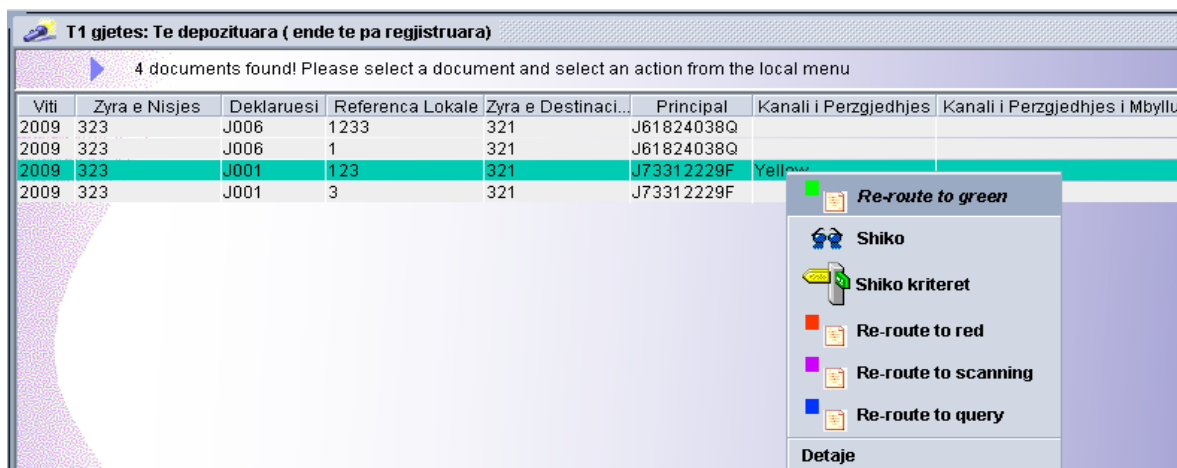 T1 gjetes: Te depozituara ( ende te pa regjistruara)
4 documents found! Please select a document and select an action from the local menu
Viti Zyra e Nisjes Deklaruesi Referenca Lokale Zyra e Destinaci... Principal Kanali i Perzgjedhjes Kanali i Perzgjedhjes i Mbyllu
2009 323 J006 1233 321 J61824038Q
2009 323 J006 1 321 J61824038Q
2009 323 J001 123 321 J73312229F Yellow
2009 323 J001 3 321 J73312229F
Re-route to green
Shiko
Shiko kriteret
Re-route to red
Re-route to scanning
Re-route to query
Detaje